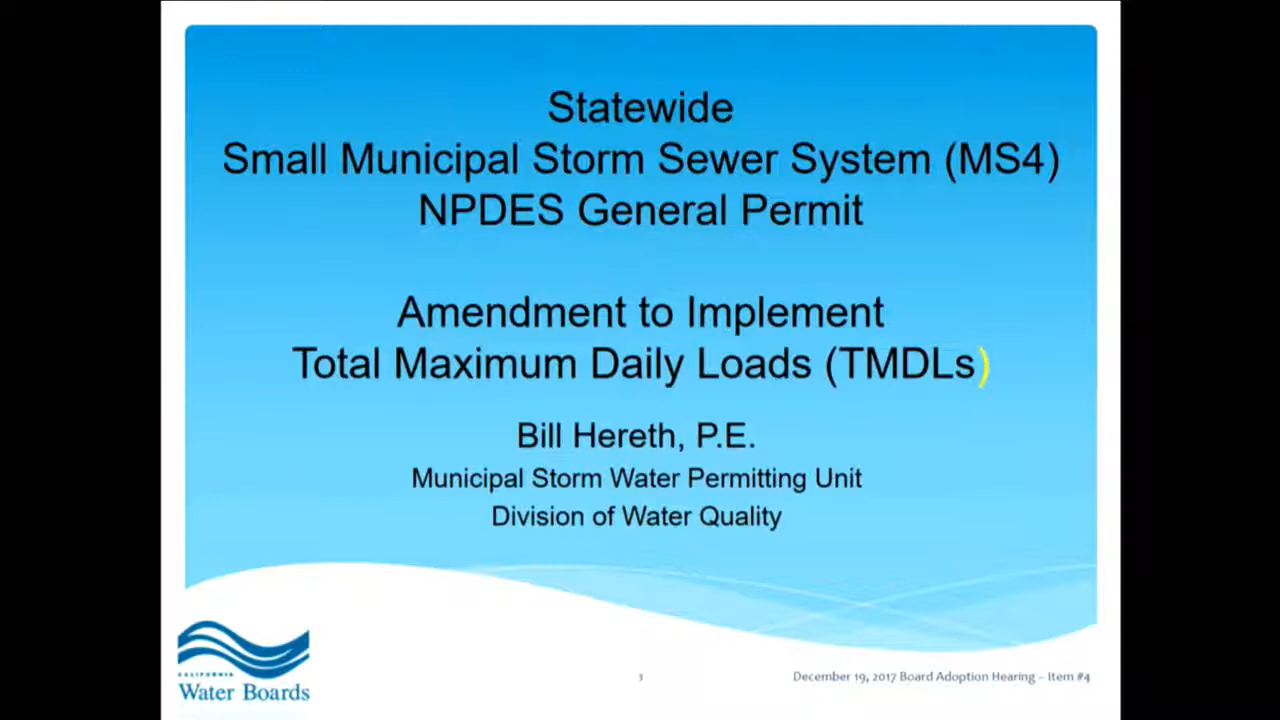 Statewide
Small Municipal Storm Sewer System (MS4)
NPDES General Permit
Amendment to Implement
Total Maximum Daily Loads (TMDLs)
Bill Hereth, P.E.
Municipal Storm Water Permitting Unit
Division of Water Quality
CALIFORNIA
Water Boards
1
December 19, 2017 Board Adoption Hearing – Item #4